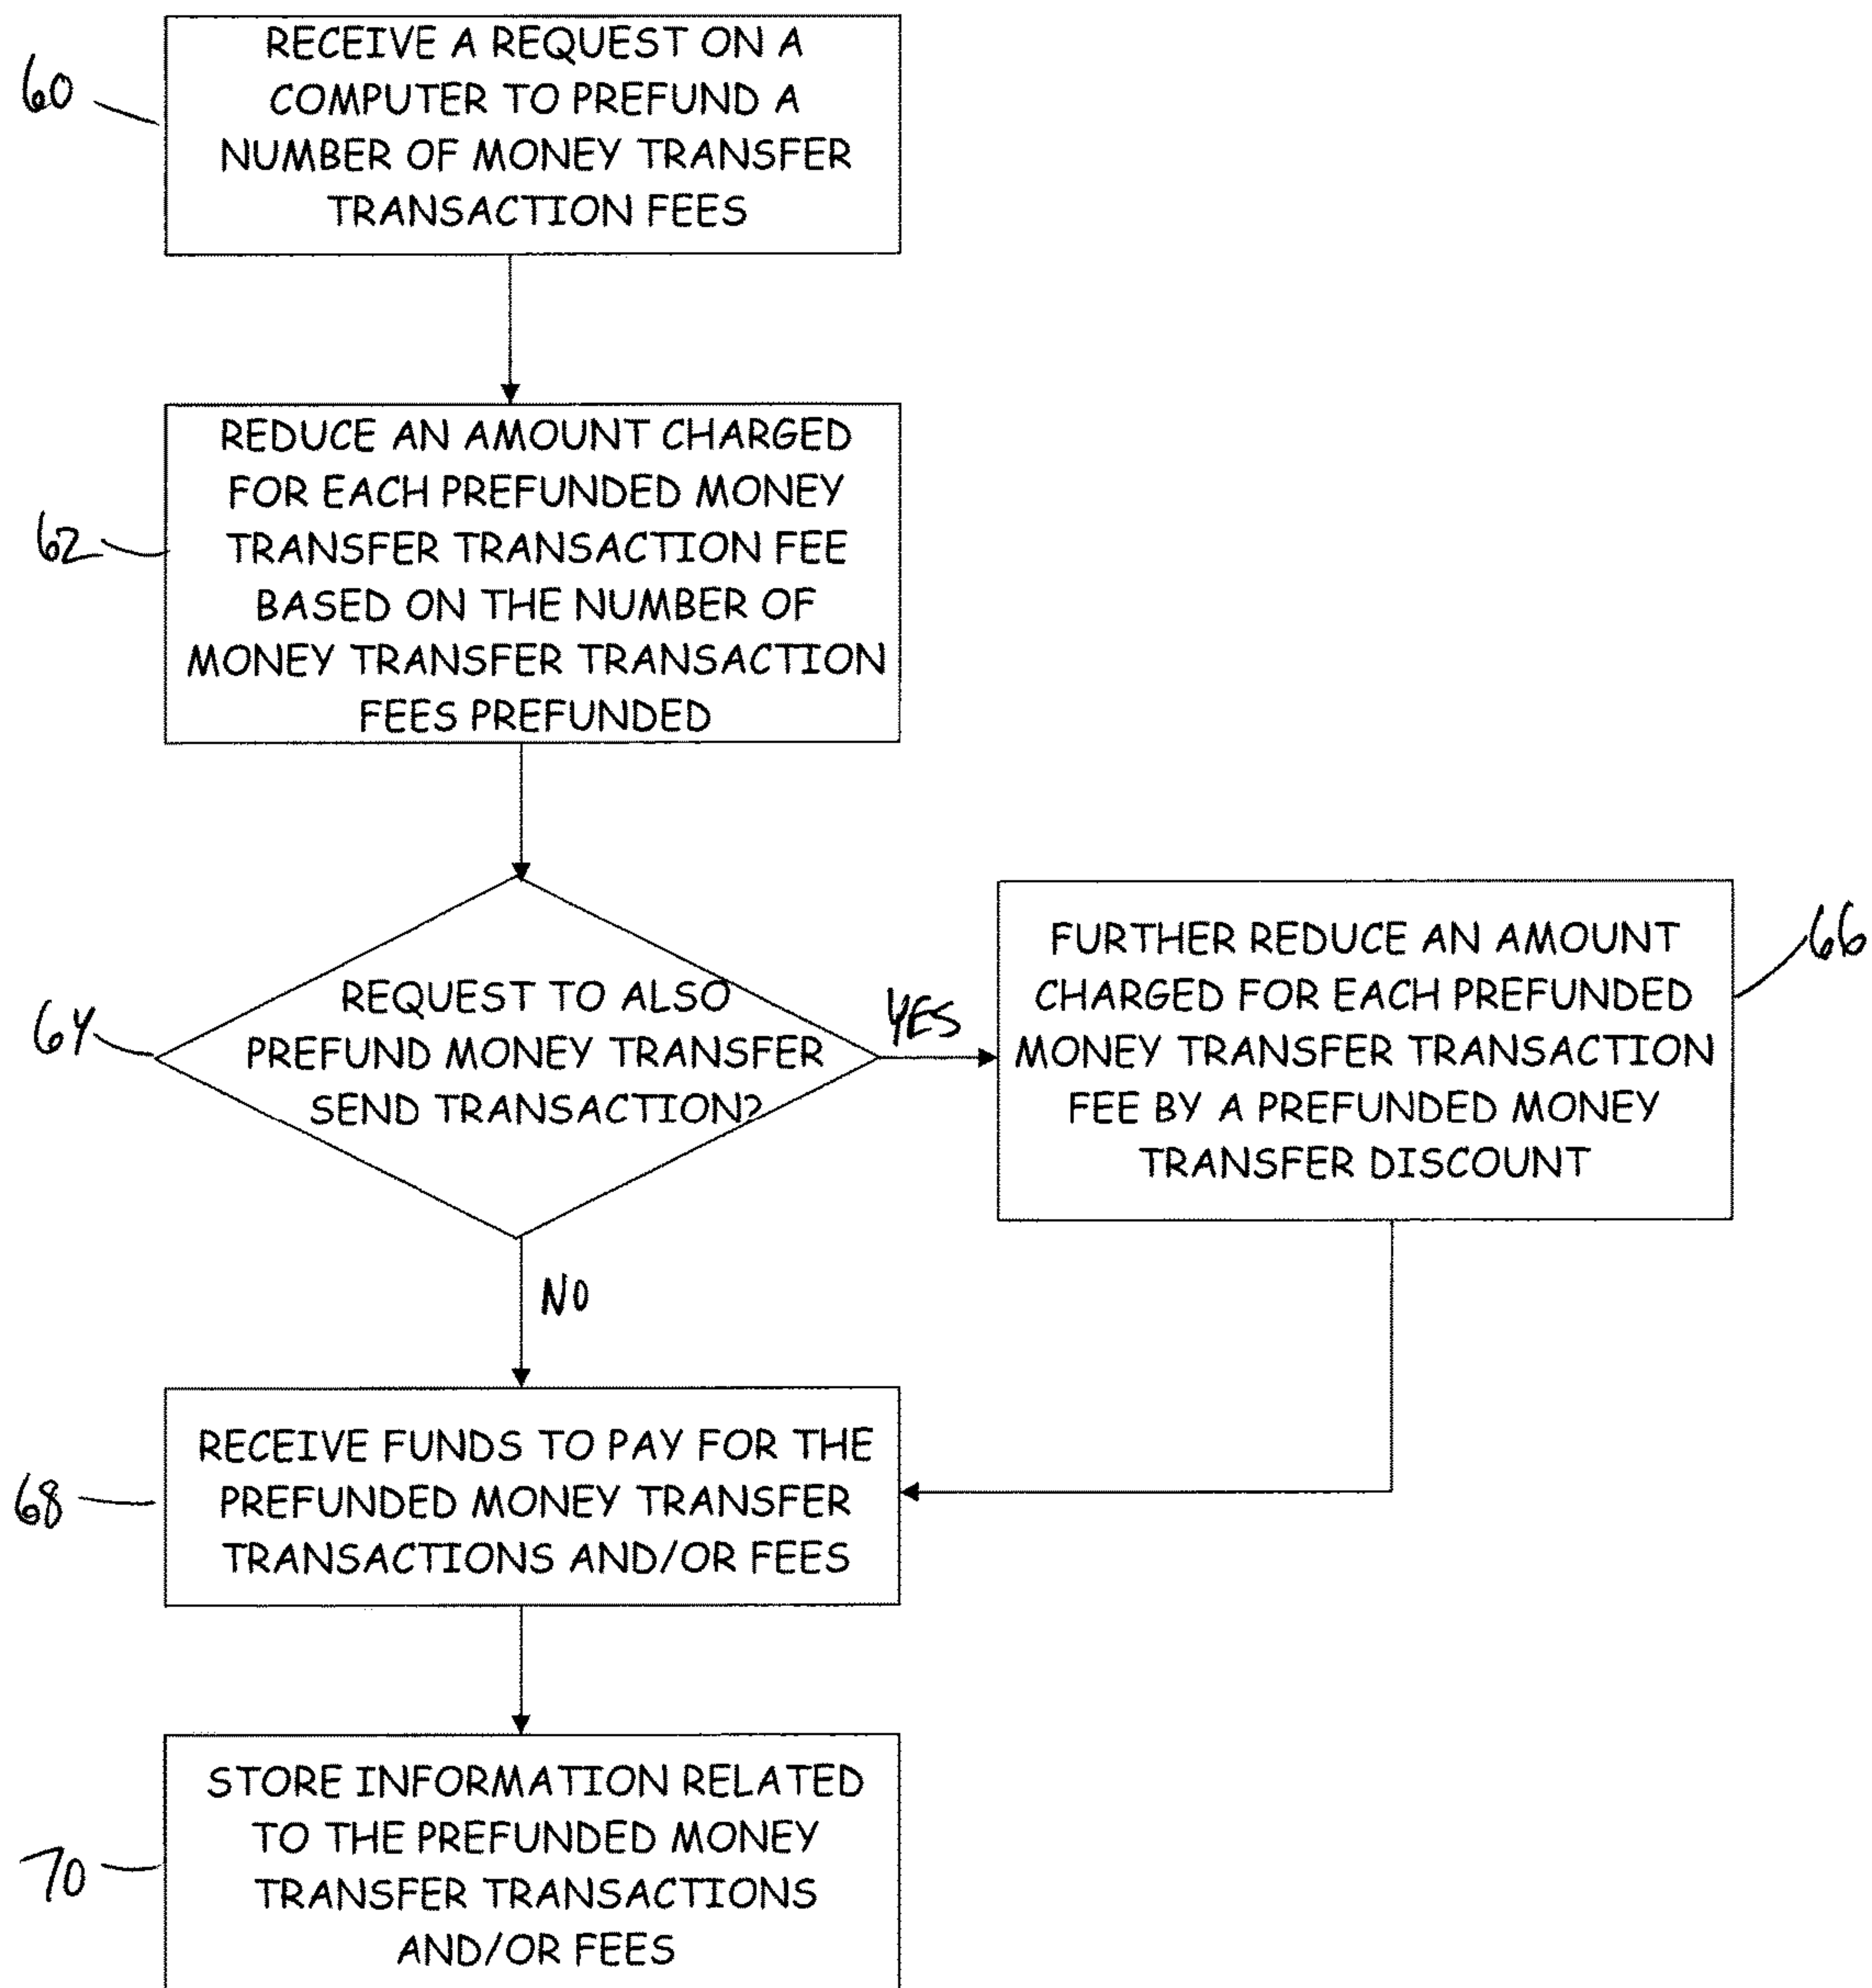 60
RECEIVE A REQUEST ON A
COMPUTER TO PREFUND A
NUMBER OF MONEY TRANSFER
TRANSACTION FEES
62
REDUCE AN AMOUNT CHARGED
FOR EACH PREFUNDED MONEY
TRANSFER TRANSACTION FEE
BASED ON THE NUMBER OF
MONEY TRANSFER TRANSACTION
FEES PREFUNDED
64
REQUEST TO ALSO
PREFUND MONEY TRANSFER
SEND TRANSACTION?
YES
66
FURTHER REDUCE AN AMOUNT
CHARGED FOR EACH PREFUNDED
MONEY TRANSFER TRANSACTION
FEE BY A PREFUNDED MONEY
TRANSFER DISCOUNT
NO
68
RECEIVE FUNDS TO PAY FOR THE
PREFUNDED MONEY TRANSFER
TRANSACTIONS AND/OR FEES
70
STORE INFORMATION RELATED
TO THE PREFUNDED MONEY
TRANSFER TRANSACTIONS
AND/OR FEES